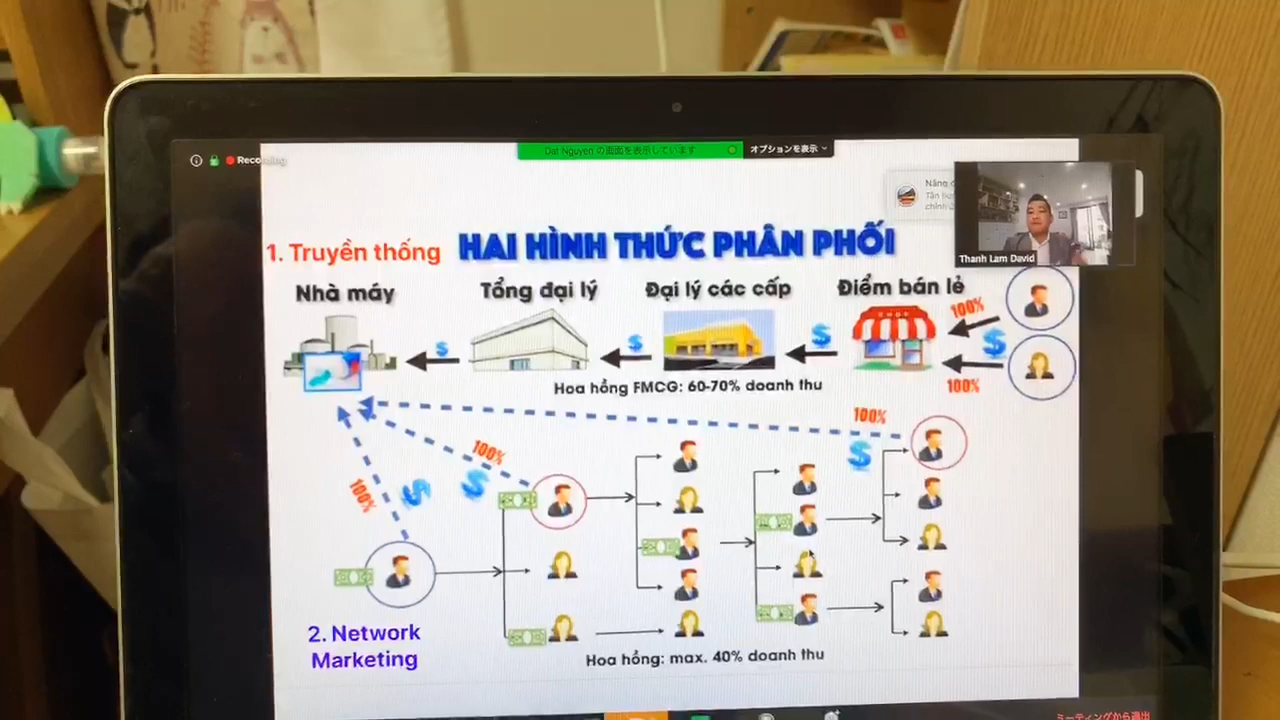 Recording
Dat Nguyen の画面を表示しています
オプションを表示
Nâng
Thanh Lam David
1. Truyền thống
HAI HÌNH THỨC PHÂN PHỐI
Nhà máy
Tổng đại lý
Đại lý các cấp
Điểm bán lẻ
SHOP
100%
$
$
$
$
100%
Hoa hồng FMCG: 60-70% doanh thu
100%
$
100%
$
100%
$
2. Network
Marketing
Hoa hồng: max. 40% doanh thu
ミーティングから退出